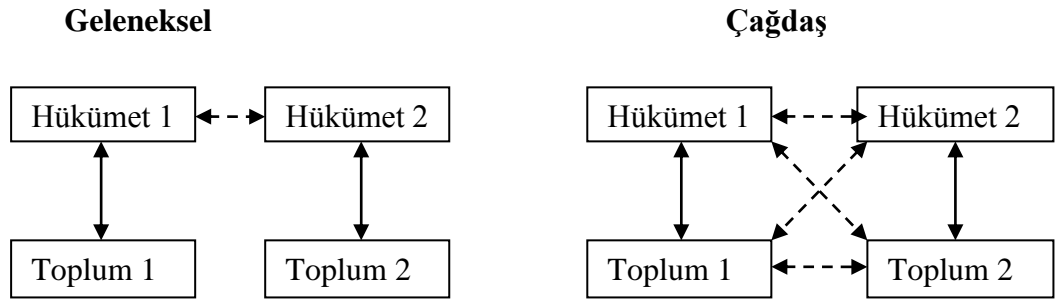 Geleneksel
Çağdaş
Hükümet 1
Hükümet 2
Hükümet 1
Hükümet 2
Toplum 1
Toplum 2
Toplum 1
Toplum 2